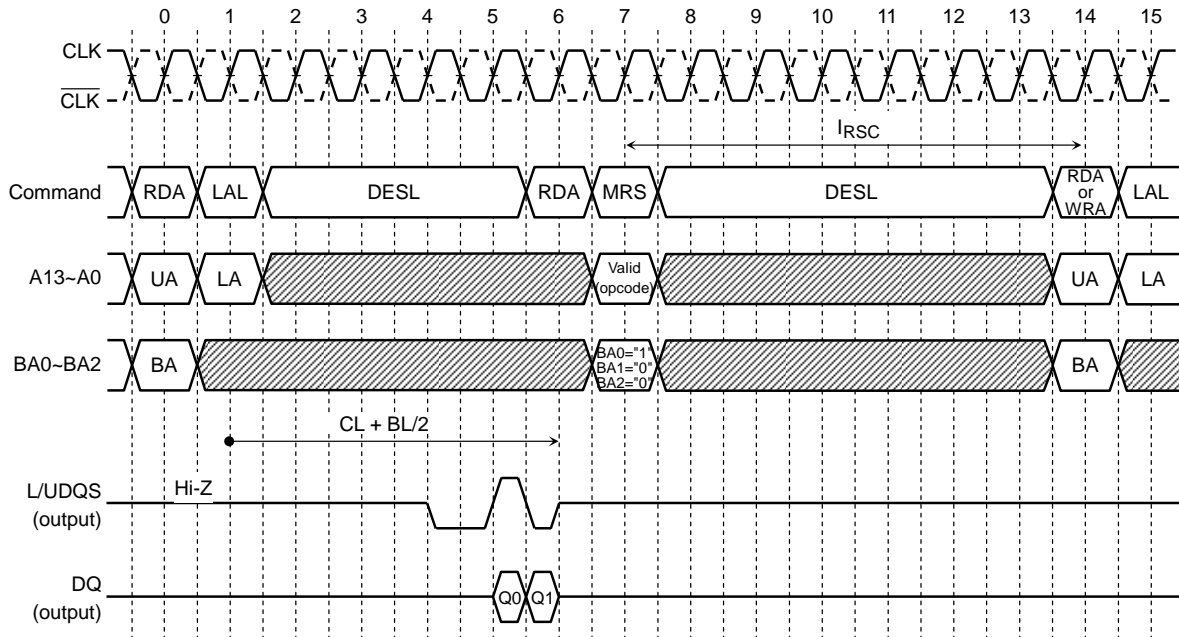 0 1 2 3 4 5 6 7 8 9 10 11 12 13 14 15
CLK
CLK
IRSC
Command RDA LAL DESL RDA MRS DESL RDA or WRA LAL
A13~A0 UA LA Valid (opcode) UA LA
BA0~BA2 BA BA0="1" BA1="0" BA2="0" BA
CL + BL/2
L/UDQS
(output)
Hi-Z
DQ
(output)
Q0 Q1